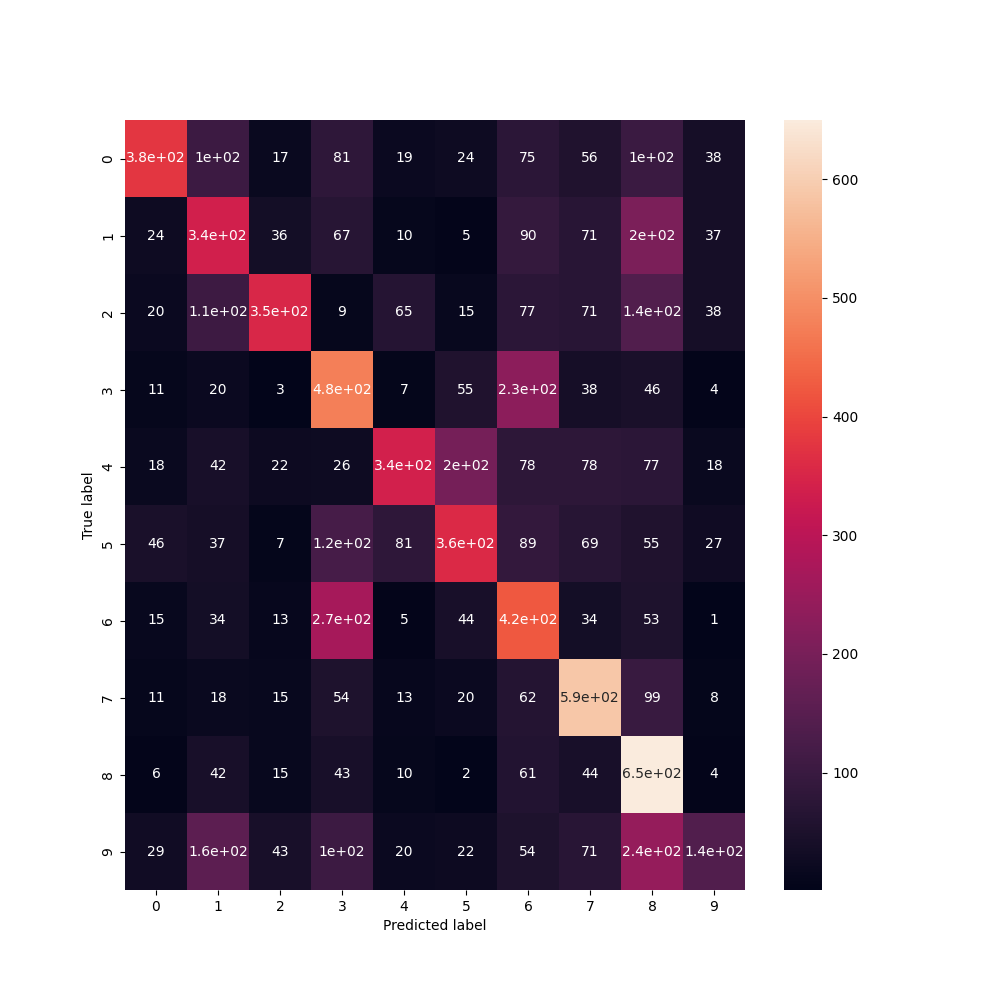 0 3.8e+02 1e+02 17 81 19 24 75 56 1e+02 38
1 24 3.4e+02 36 67 10 5 90 71 2e+02 37
2 20 1.1e+02 3.5e+02 9 65 15 77 71 1.4e+02 38
3 11 20 3 4.8e+02 7 55 2.3e+02 38 46 4
4 18 42 22 26 3.4e+02 2e+02 78 78 77 18
5 46 37 7 1.2e+02 81 3.6e+02 89 69 55 27
6 15 34 13 2.7e+02 5 44 4.2e+02 34 53 1
7 11 18 15 54 13 20 62 5.9e+02 99 8
8 6 42 15 43 10 2 61 44 6.5e+02 4
9 29 1.6e+02 43 1e+02 20 22 54 71 2.4e+02 1.4e+02
0 1 2 3 4 5 6 7 8 9
Predicted label
True label
600
500
400
300
200
100